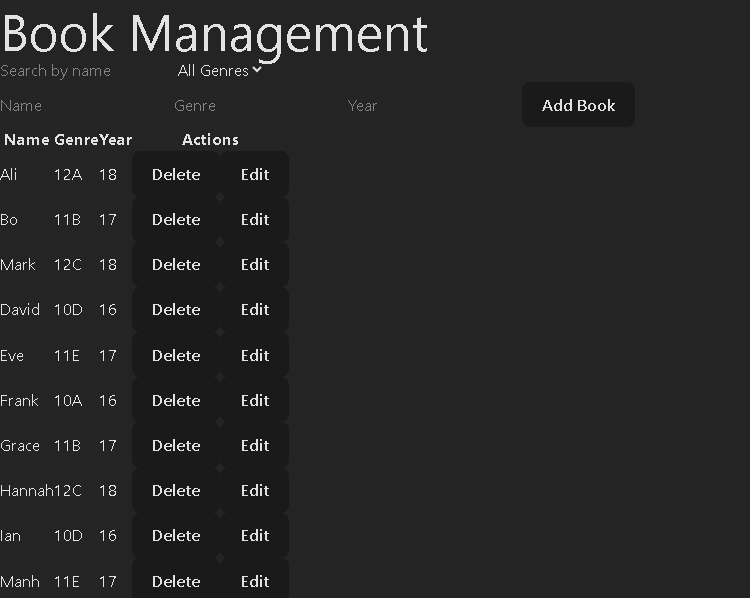 Book Management
Search by name All Genres
Name Genre Year Add Book
Name Genre Year Actions
Ali 12A 18 Delete Edit
Bo 11B 17 Delete Edit
Mark 12C 18 Delete Edit
David 10D 16 Delete Edit
Eve 11E 17 Delete Edit
Frank 10A 16 Delete Edit
Grace 11B 17 Delete Edit
Hannah 12C 18 Delete Edit
Ian 10D 16 Delete Edit
Manh 11E 17 Delete Edit